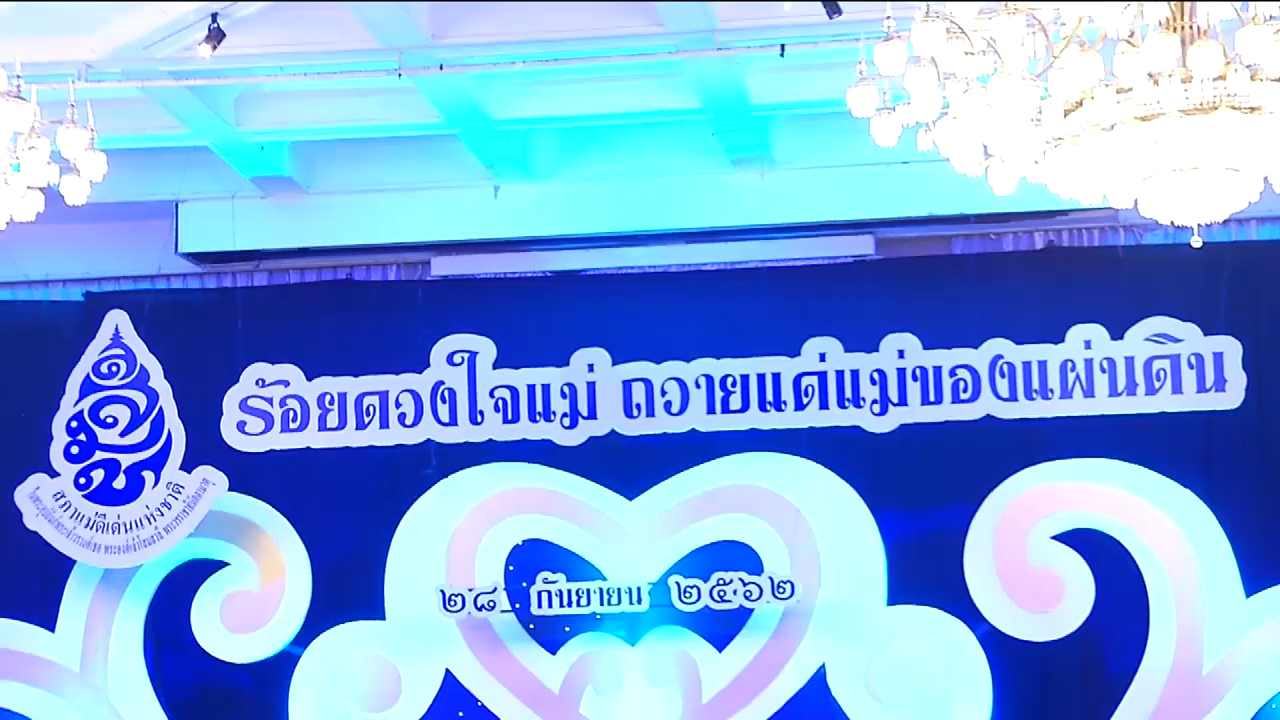 ร้อยดวงใจแม่ ถวายแด่แม่ของแผ่นดิน
สภาแม่ดีเด่นแห่งชาติ
๒๘ กันยายน ๒๕๖๒